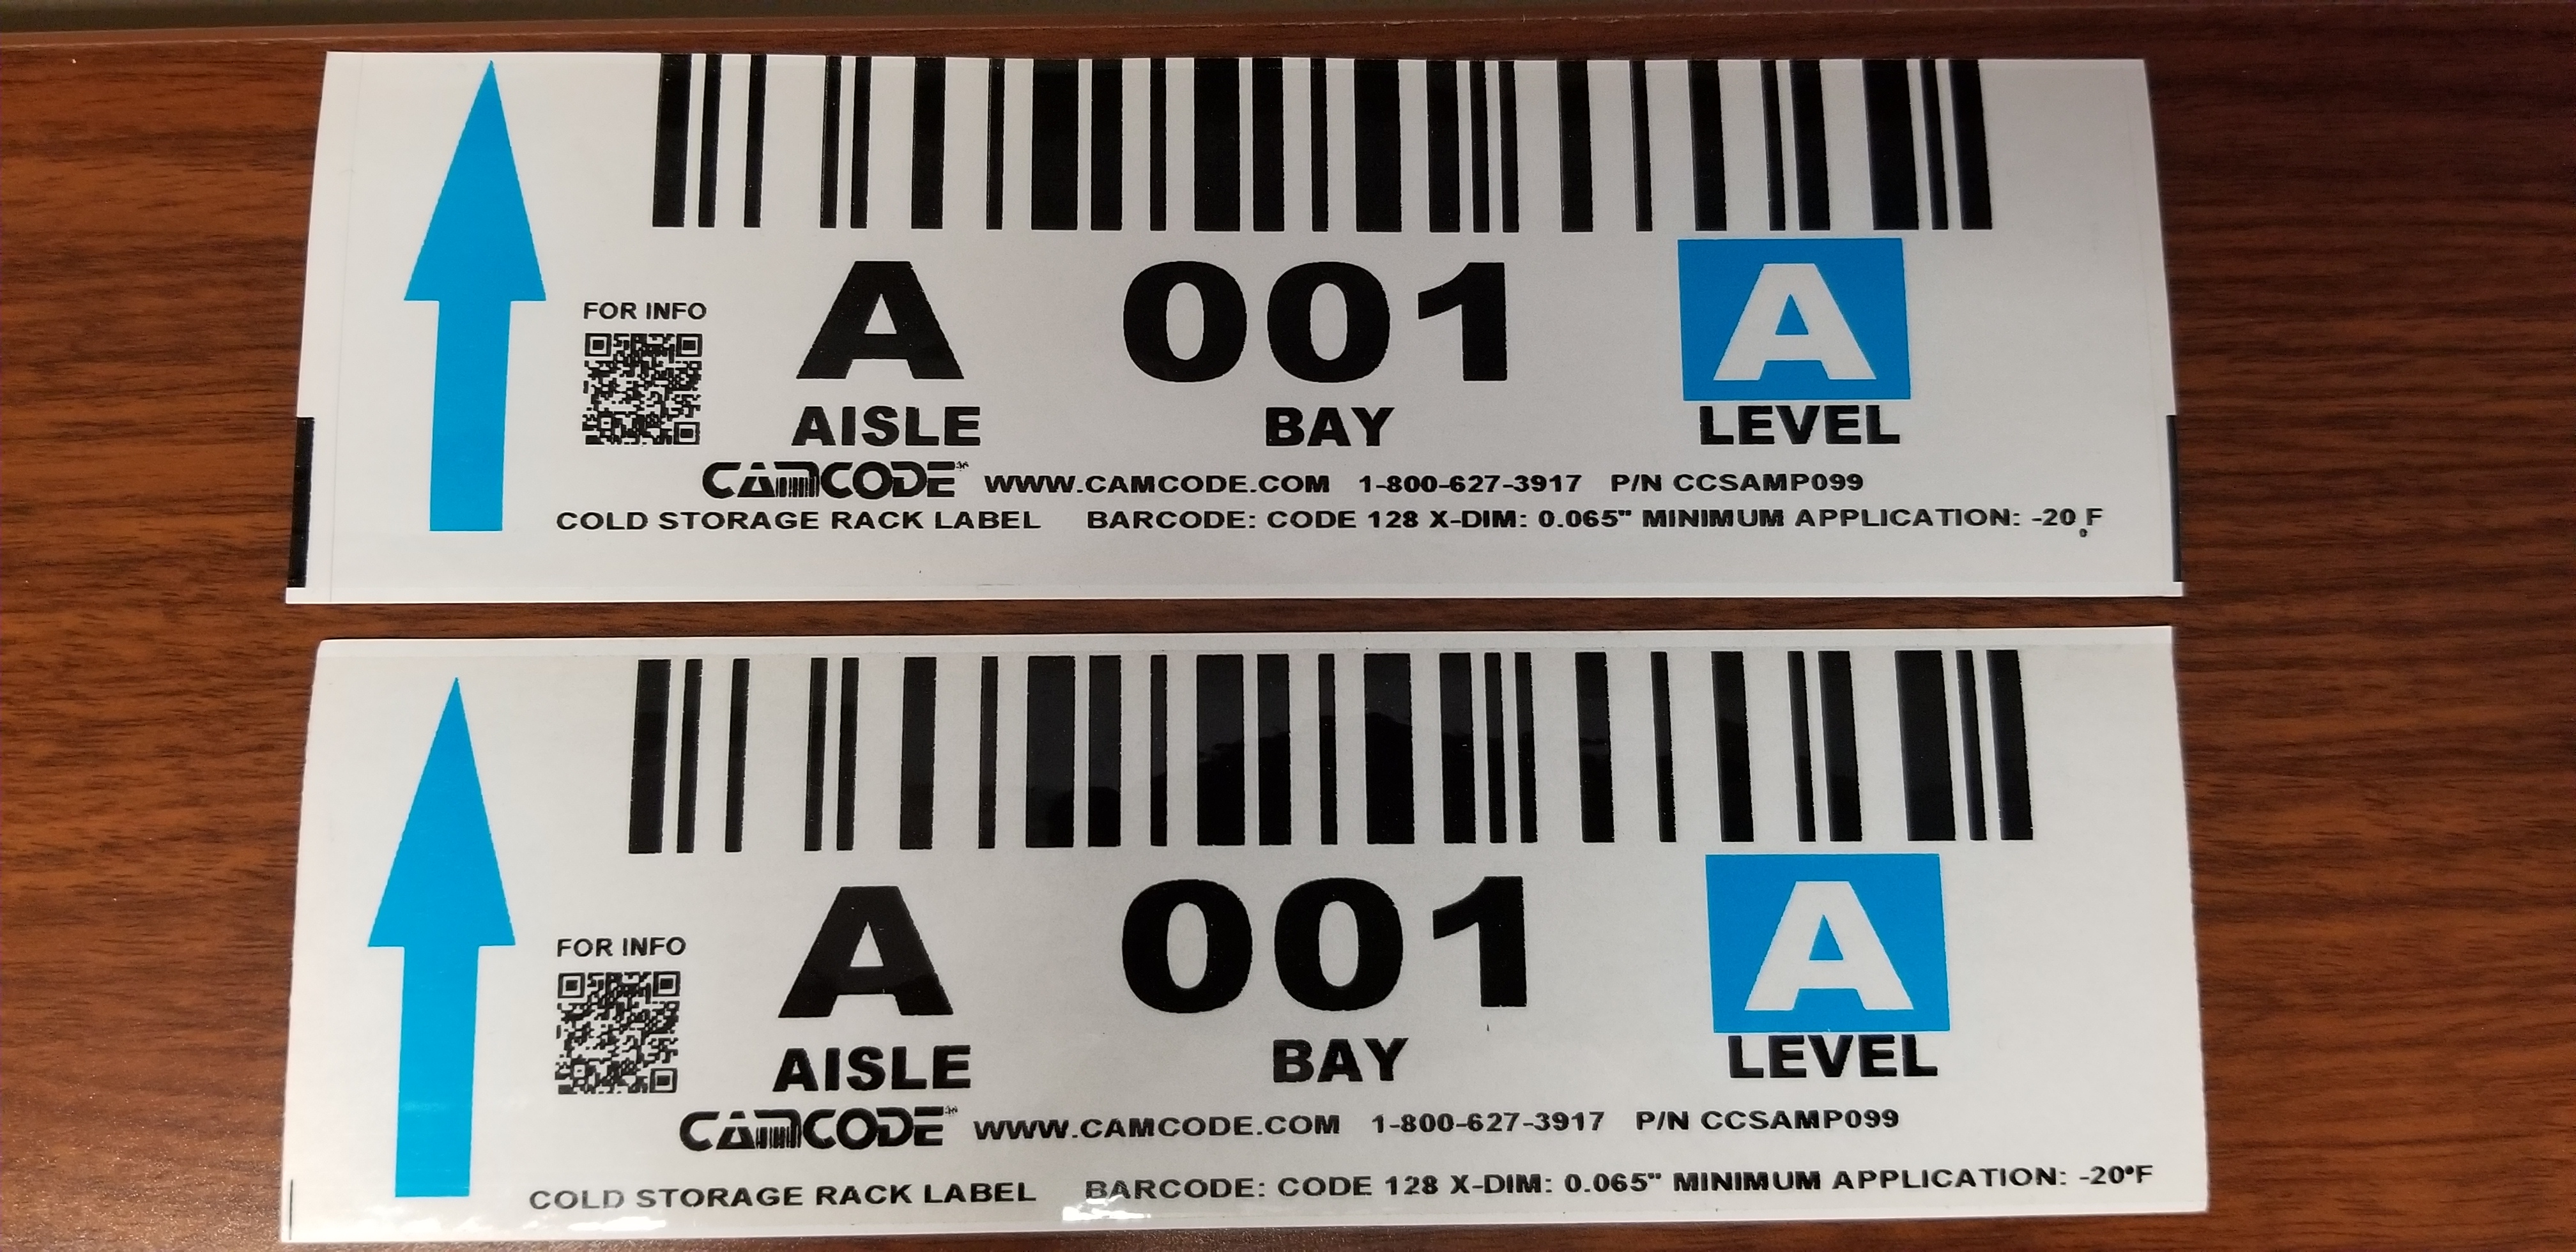 FOR INFO
A 001 A
AISLE BAY LEVEL
CAMCODE WWW.CAMCODE.COM 1-800-627-3917 P/N CCSAMP099
COLD STORAGE RACK LABEL BARCODE: CODE 128 X-DIM: 0.065" MINIMUM APPLICATION: -20°F
FOR INFO
A 001 A
AISLE BAY LEVEL
CAMCODE WWW.CAMCODE.COM 1-800-627-3917 P/N CCSAMP099
COLD STORAGE RACK LABEL BARCODE: CODE 128 X-DIM: 0.065" MINIMUM APPLICATION: -20°F